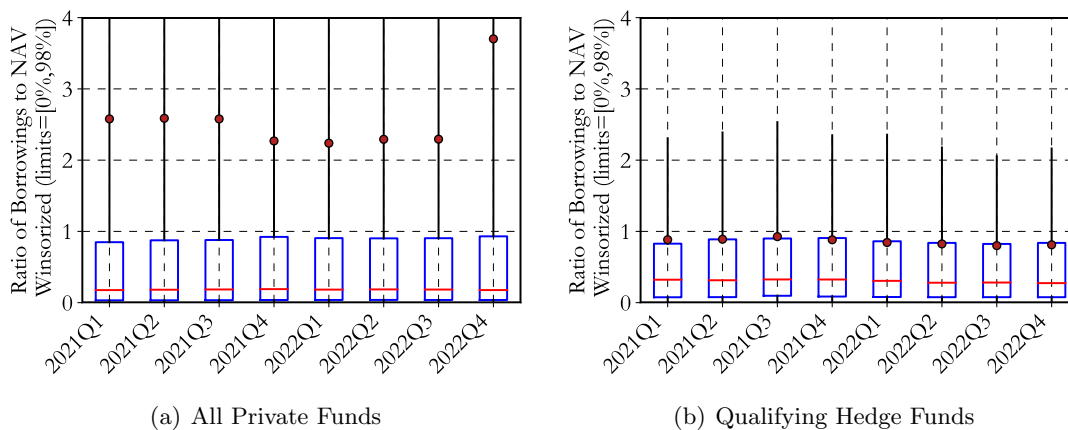 Ratio of Borrowings to NAV
Winsorized (limits=[0%,98%])
4
3
2
1
0
2021Q1
2021Q2
2021Q3
2021Q4
2022Q1
2022Q2
2022Q3
2022Q4
(a) All Private Funds
Ratio of Borrowings to NAV
Winsorized (limits=[0%,98%])
4
3
2
1
0
2021Q1
2021Q2
2021Q3
2021Q4
2022Q1
2022Q2
2022Q3
2022Q4
(b) Qualifying Hedge Funds